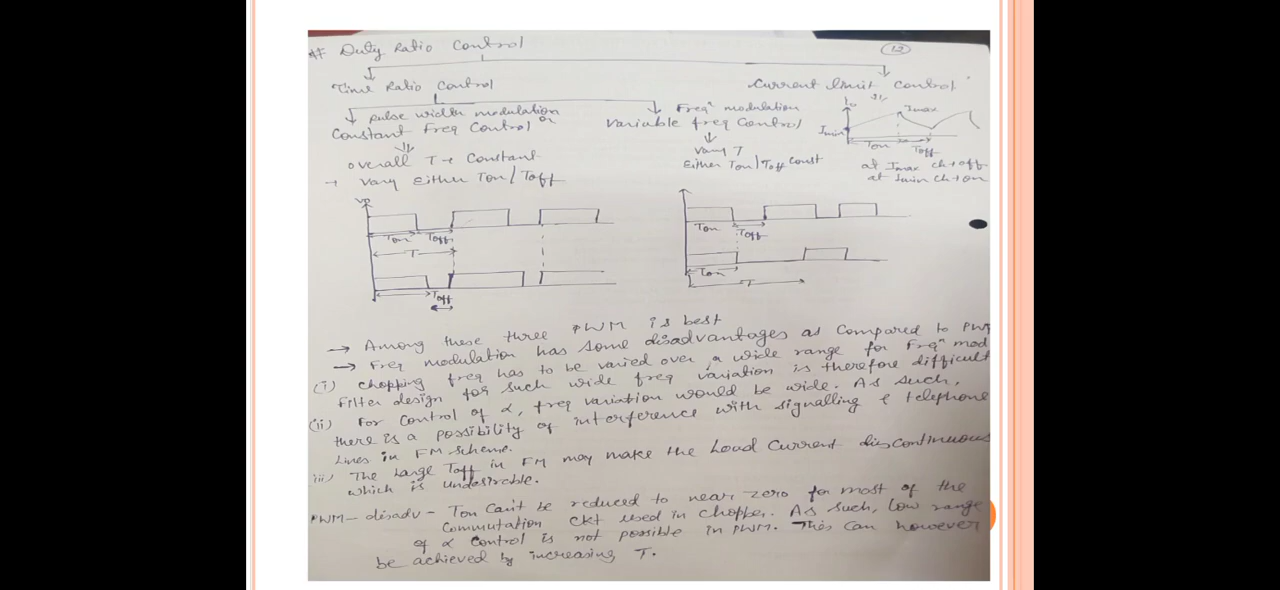 # Duty Ratio Control
12
Time Ratio Control
Current limit Control
pulse width modulation or
Constant Freq Control
Freqⁿ modulation
Variable freq Control
overall T → Constant
→ Vary Either Ton/Toff
Vary T
Either Ton/Toff const
Imax
Imin
Ton
Toff
at Imax ch → off
at Imin ch → on
Vo
Ton
Toff
T
Toff
Ton
Toff
Ton
T
→ Among these three PWM is best
→ Freq modulation has some disadvantages as compared to PWM
(i) Chopping freq has to be varied over a wide range for Freqⁿ mod
Filter design for such wide freq variation is therefore difficult
(ii) For Control of α, freq variation would be wide. As such,
there is a possibility of interference with signalling & telephone
Lines in FM scheme.
iii) The Large Toff in FM may make the Load Current discontinuous
which is undesirable.
PWM - disadv - Ton can't be reduced to near zero for most of the
Commutation Ckt used in chopper. As such, low range
of α control is not possible in PWM. This can however
be achieved by increasing T.